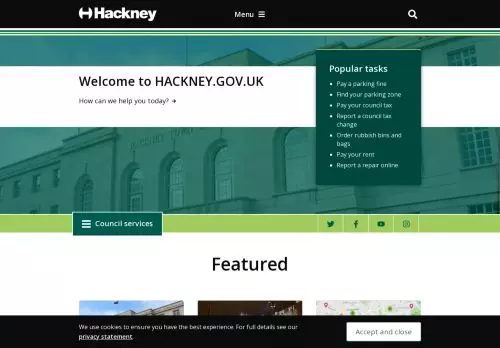 Hackney
Menu
Welcome to HACKNEY.GOV.UK
How can we help you today?
Popular tasks
Pay a parking fine
Find your parking zone
Pay your council tax
Report a council tax
change
Order rubbish bins and
bags
Pay your rent
Report a repair online
HACKNEY TOWN HALL
Council services
Featured
We use cookies to ensure you have the best experience. For full details see our
privacy statement.
Accept and close